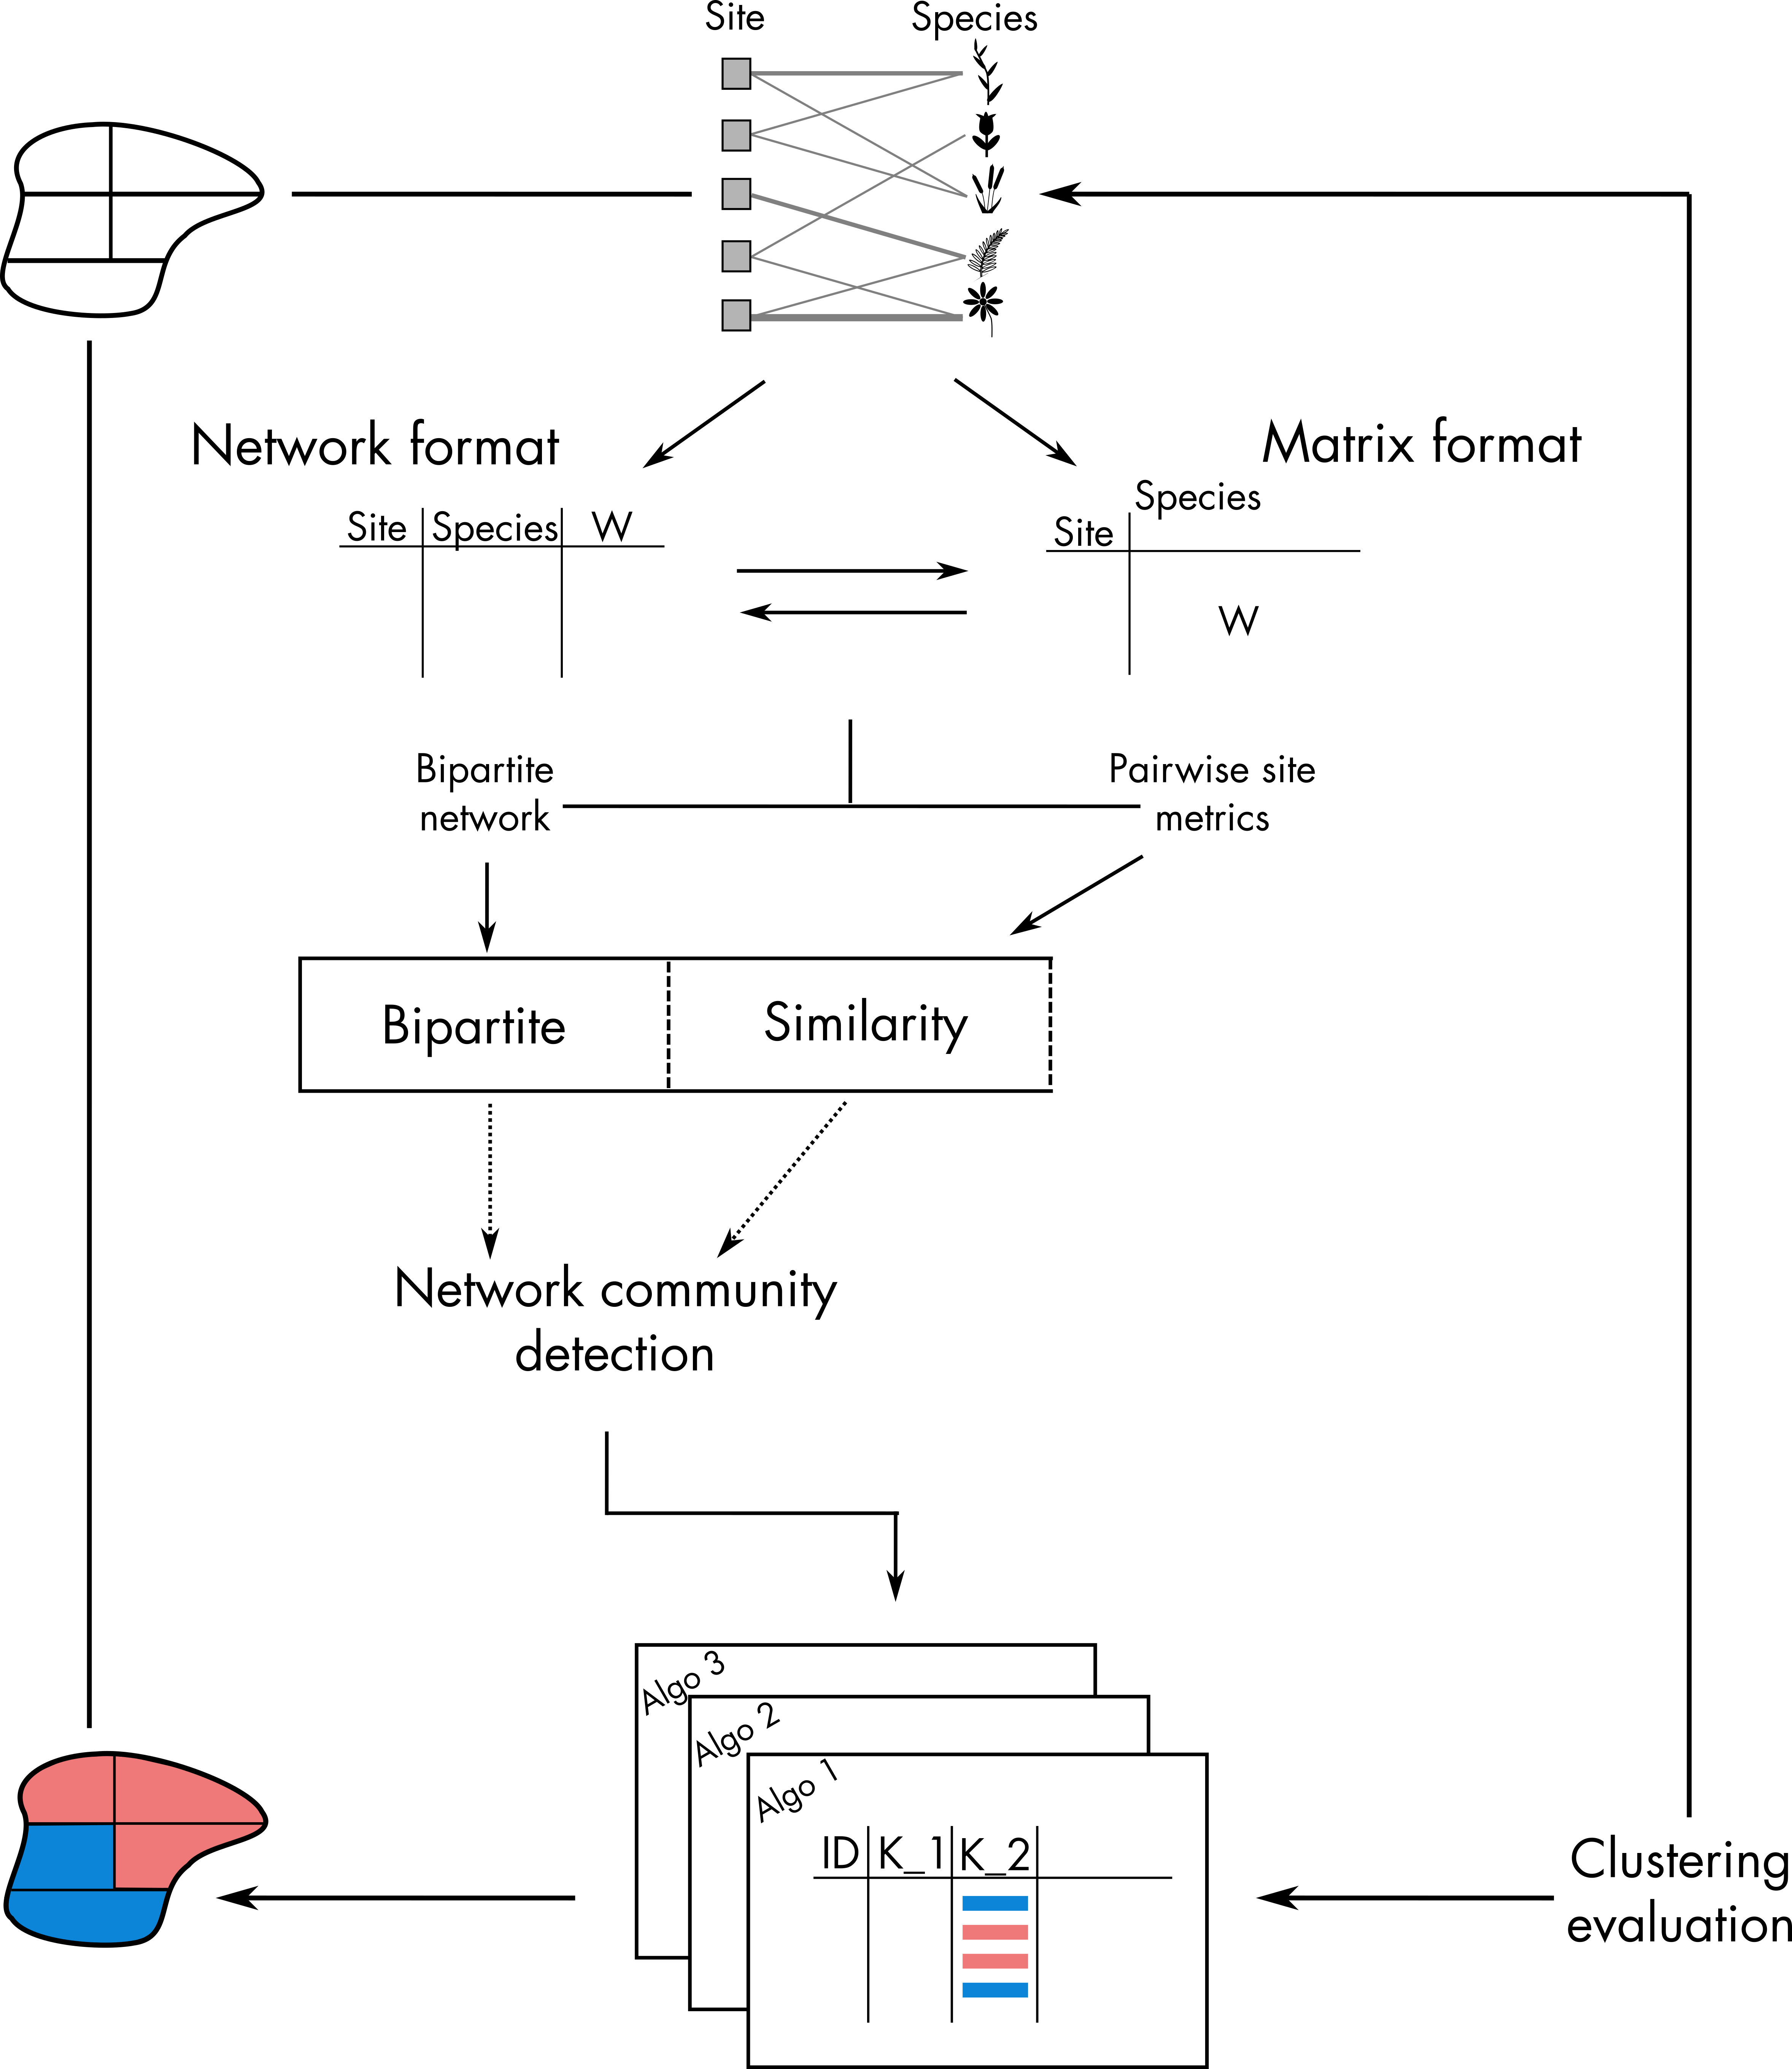 Site
Species
Network format
Matrix format
Site Species W
Species
Site
W
Bipartite
network
Pairwise site
metrics
Bipartite
Similarity
Network community
detection
Algo 3
Algo 2
Algo 1
ID K_1 K_2
Clustering
evaluation